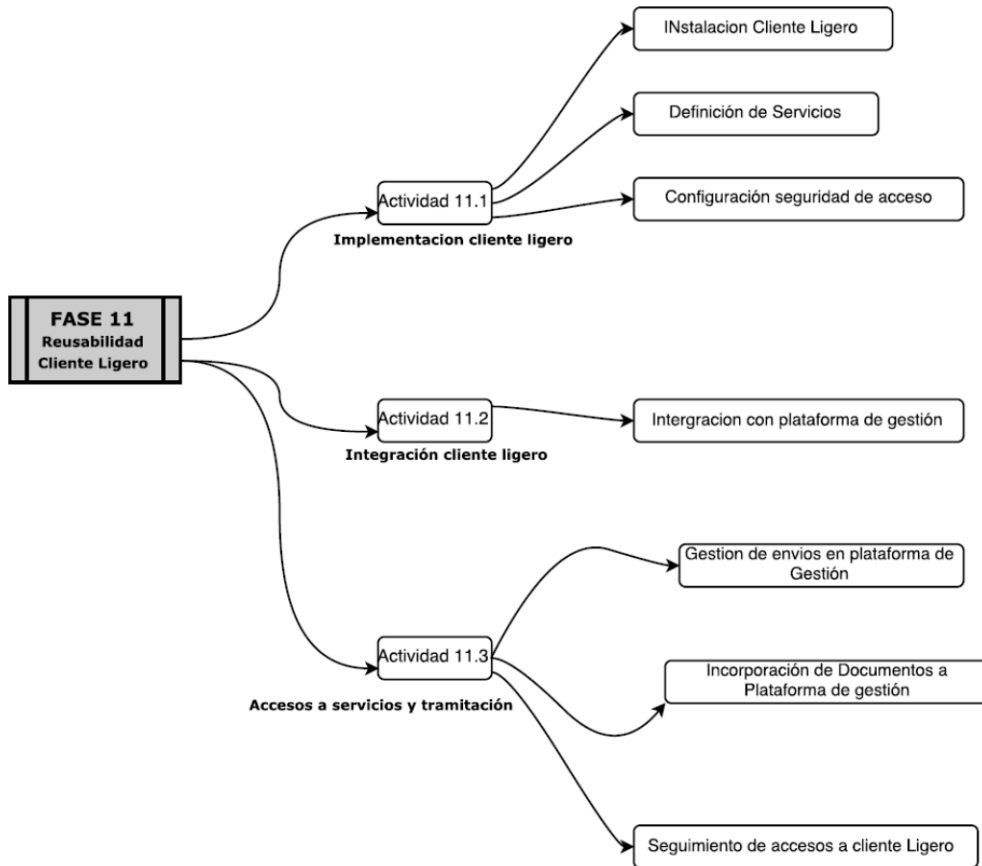 FASE 11
Reusabilidad
Cliente Ligero
Actividad 11.1
Implementacion cliente ligero
INstalacion Cliente Ligero
Definición de Servicios
Configuración seguridad de acceso
Actividad 11.2
Integración cliente ligero
Intergracion con plataforma de gestión
Actividad 11.3
Accesos a servicios y tramitación
Gestion de envios en plataforma de
Gestión
Incorporación de Documentos a
Plataforma de gestión
Seguimiento de accesos a cliente Ligero